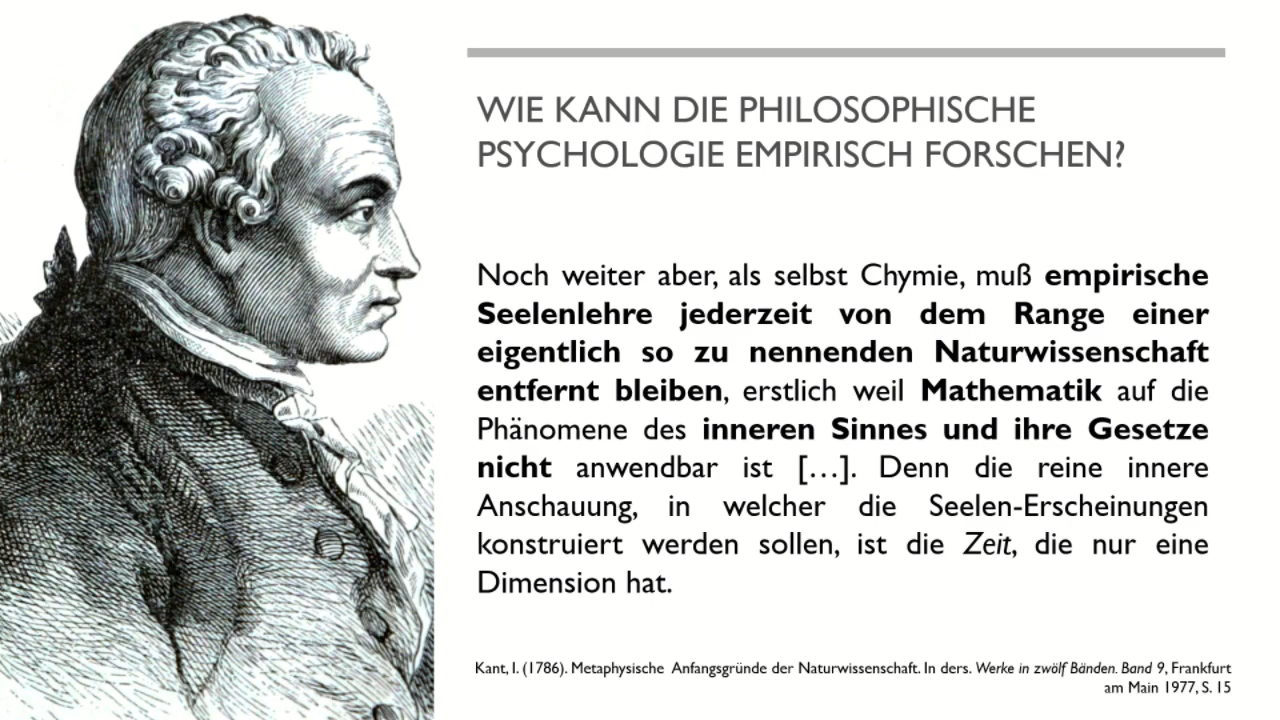 WIE KANN DIE PHILOSOPHISCHE
PSYCHOLOGIE EMPIRISCH FORSCHEN?
Noch weiter aber, als selbst Chymie, muß empirische
Seelenlehre jederzeit von dem Range einer
eigentlich so zu nennenden Naturwissenschaft
entfernt bleiben, erstlich weil Mathematik auf die
Phänomene des inneren Sinnes und ihre Gesetze
nicht anwendbar ist […]. Denn die reine innere
Anschauung, in welcher die Seelen-Erscheinungen
konstruiert werden sollen, ist die Zeit, die nur eine
Dimension hat.
Kant, I. (1786). Metaphysische Anfangsgründe der Naturwissenschaft. In ders. Werke in zwölf Bänden. Band 9, Frankfurt
am Main 1977, S. 15